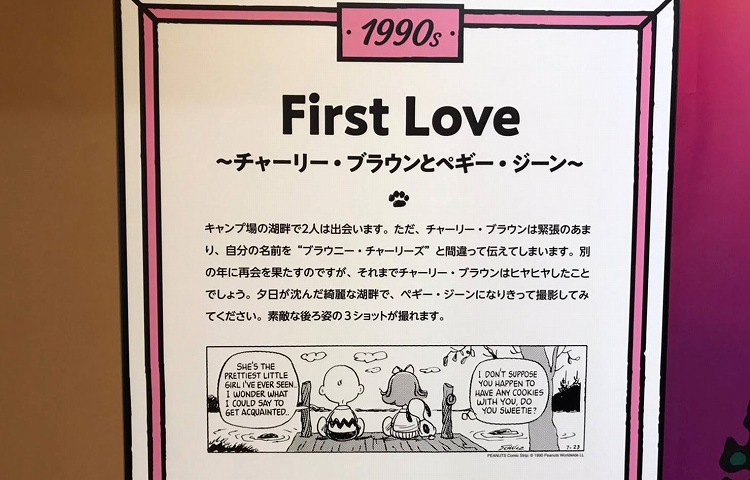 1990s
First Love
～チャーリー・ブラウンとペギー・ジーン～
キャンプ場の湖畔で2人は出会います。ただ、チャーリー・ブラウンは緊張のあま
り、自分の名前を“ブラウニー・チャーリーズ”と間違って伝えてしまいます。別
の年に再会を果たすのですが、それまでチャーリー・ブラウンはヒヤヒヤしたこと
でしょう。夕日が沈んだ綺麗な湖畔で、ペギー・ジーンになりきって撮影してみ
てください。素敵な後ろ姿の3ショットが撮れます。
SHE'S THE
PRETTIEST LITTLE
GIRL I'VE EVER SEEN..
I WONDER WHAT
I COULD SAY TO
GET ACQUAINTED..
I DON'T SUPPOSE
YOU HAPPEN TO
HAVE ANY COOKIES
WITH YOU, DO
YOU SWEETIE?
SCHULZ
7-23
PEANUTS Comic Strip: © 1990 Peanuts Worldwide LL